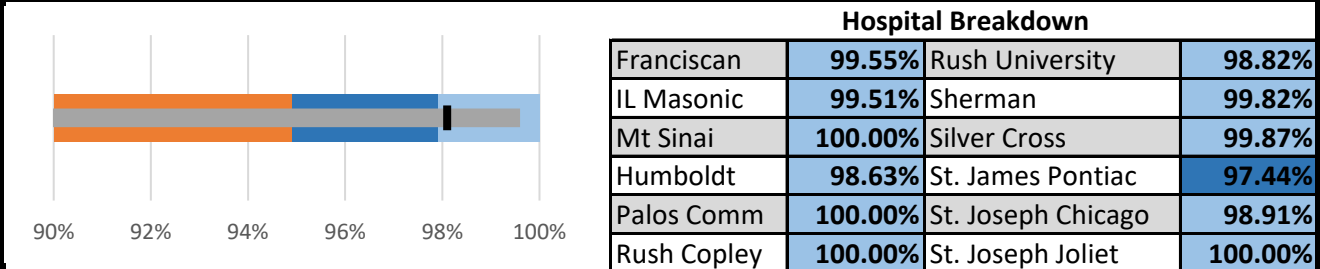 Hospital Breakdown
Franciscan 99.55% Rush University 98.82%
IL Masonic 99.51% Sherman 99.82%
Mt Sinai 100.00% Silver Cross 99.87%
Humboldt 98.63% St. James Pontiac 97.44%
Palos Comm 100.00% St. Joseph Chicago 98.91%
Rush Copley 100.00% St. Joseph Joliet 100.00%
90% 92% 94% 96% 98% 100%